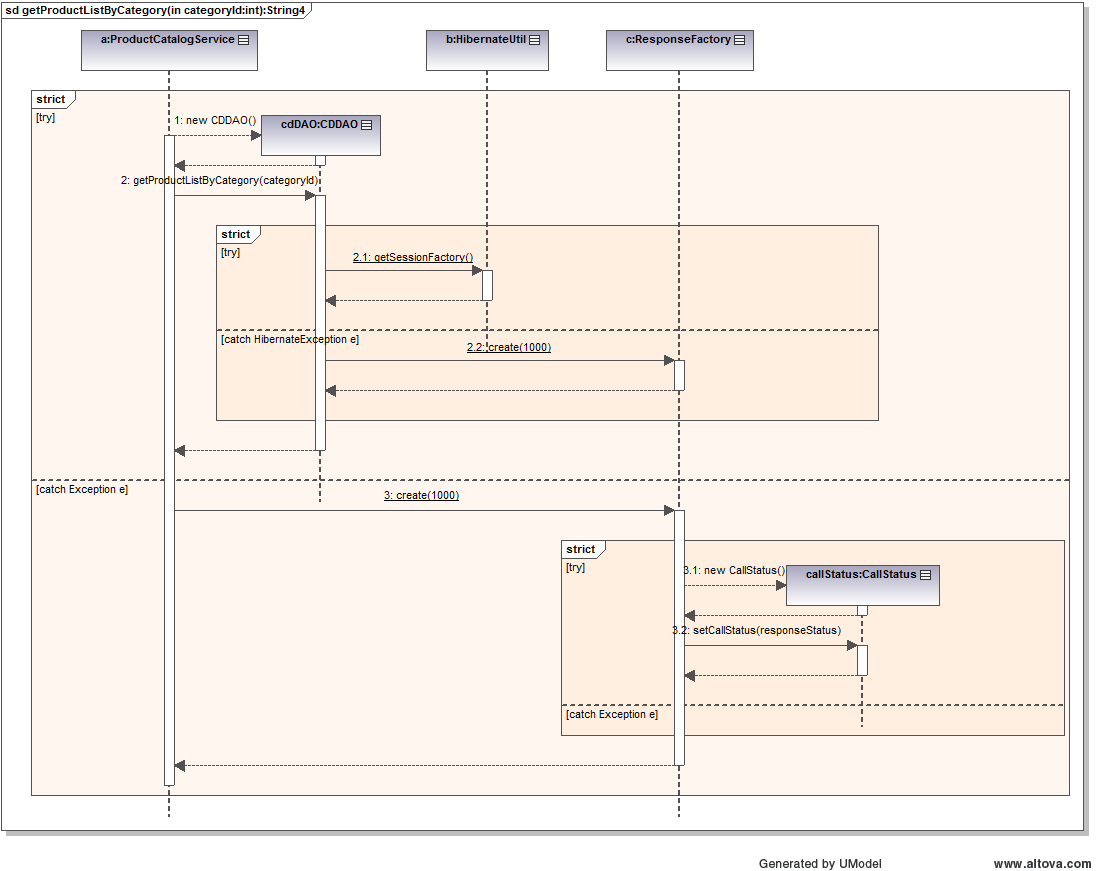 sd getProductListByCategory(in categoryId:int):String4
a:ProductCatalogService
b:HibernateUtil
c:ResponseFactory
strict
[try]
1: new CDDAO()
cdDAO:CDDAO
2: getProductListByCategory(categoryId)
strict
[try]
2.1: getSessionFactory()
[catch HibernateException e]
2.2: create(1000)
[catch Exception e]
3: create(1000)
strict
[try]
3.1: new CallStatus()
callStatus:CallStatus
3.2: setCallStatus(responseStatus)
[catch Exception e]
Generated by UModel
www.altova.com